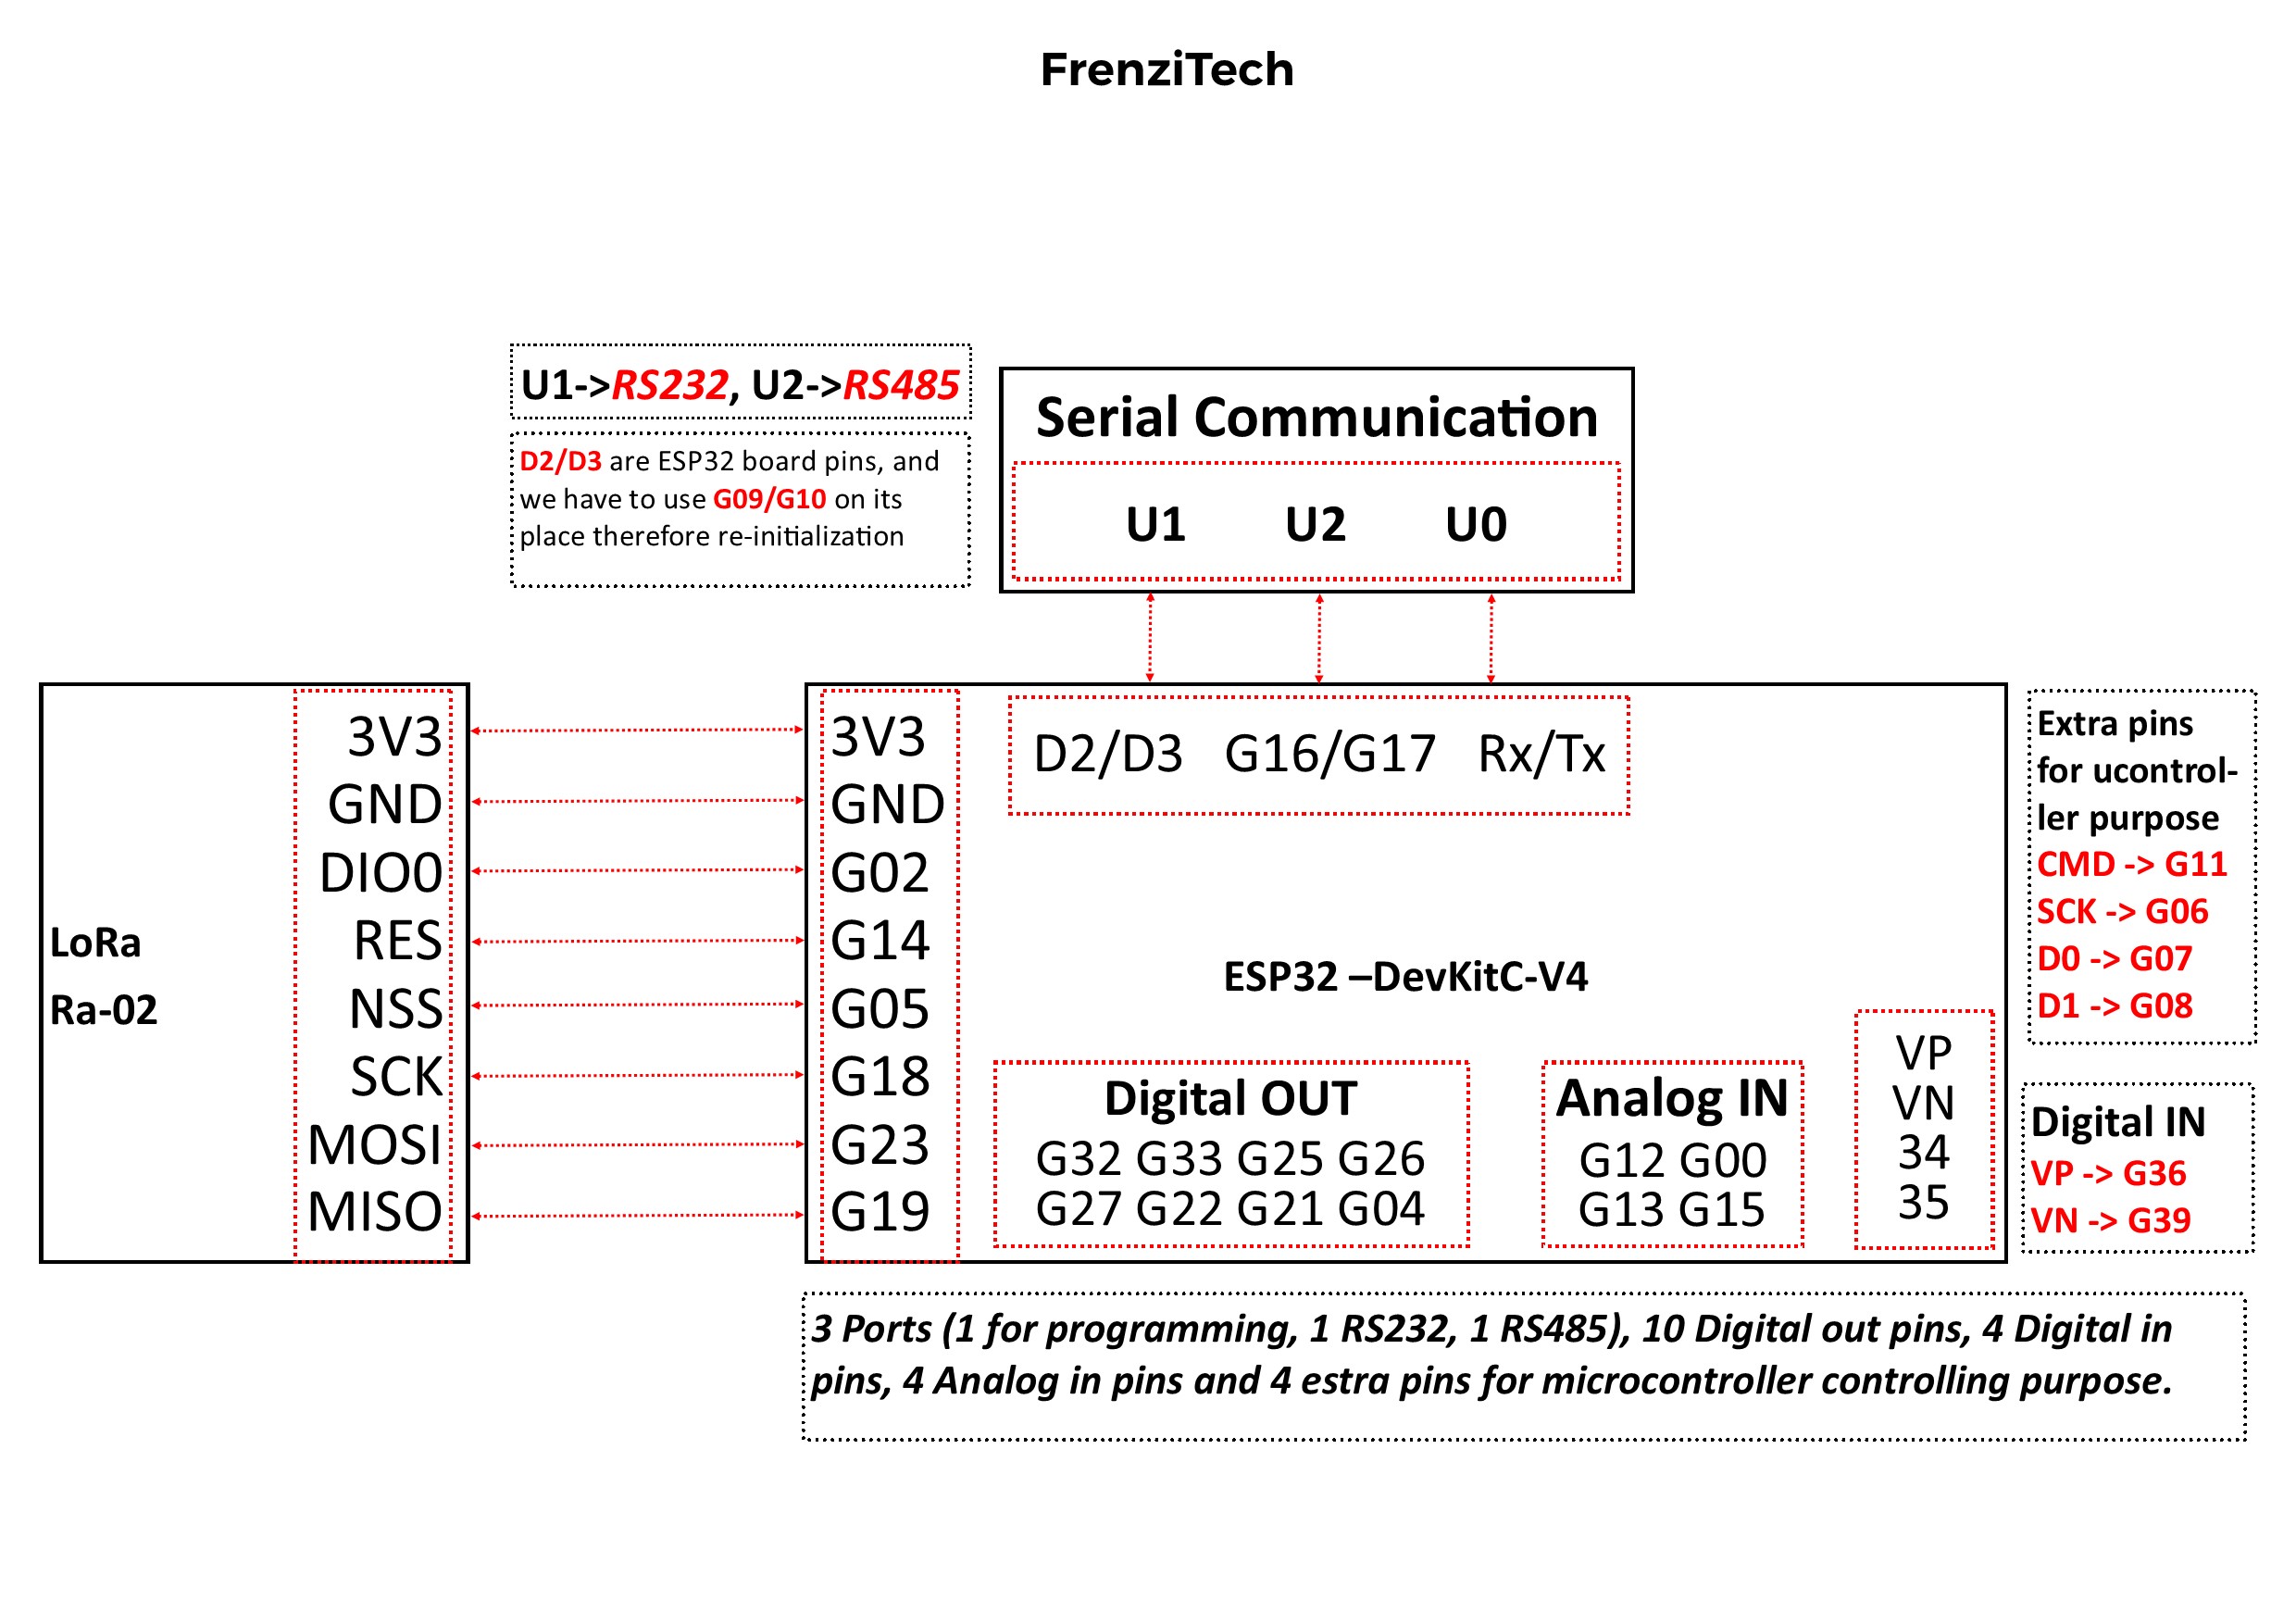 FrenziTech
U1->RS232, U2->RS485
D2/D3 are ESP32 board pins, and
we have to use G09/G10 on its
place therefore re-initialization
Serial Communication
U1 U2 U0
LoRa
Ra-02
3V3
GND
DIO0
RES
NSS
SCK
MOSI
MISO
3V3
GND
G02
G14
G05
G18
G23
G19
D2/D3 G16/G17 Rx/Tx
ESP32 –DevKitC-V4
Digital OUT
G32 G33 G25 G26
G27 G22 G21 G04
Analog IN
G12 G00
G13 G15
VP
VN
34
35
Extra pins
for ucontrol-
ler purpose
CMD -> G11
SCK -> G06
D0 -> G07
D1 -> G08
Digital IN
VP -> G36
VN -> G39
3 Ports (1 for programming, 1 RS232, 1 RS485), 10 Digital out pins, 4 Digital in
pins, 4 Analog in pins and 4 estra pins for microcontroller controlling purpose.